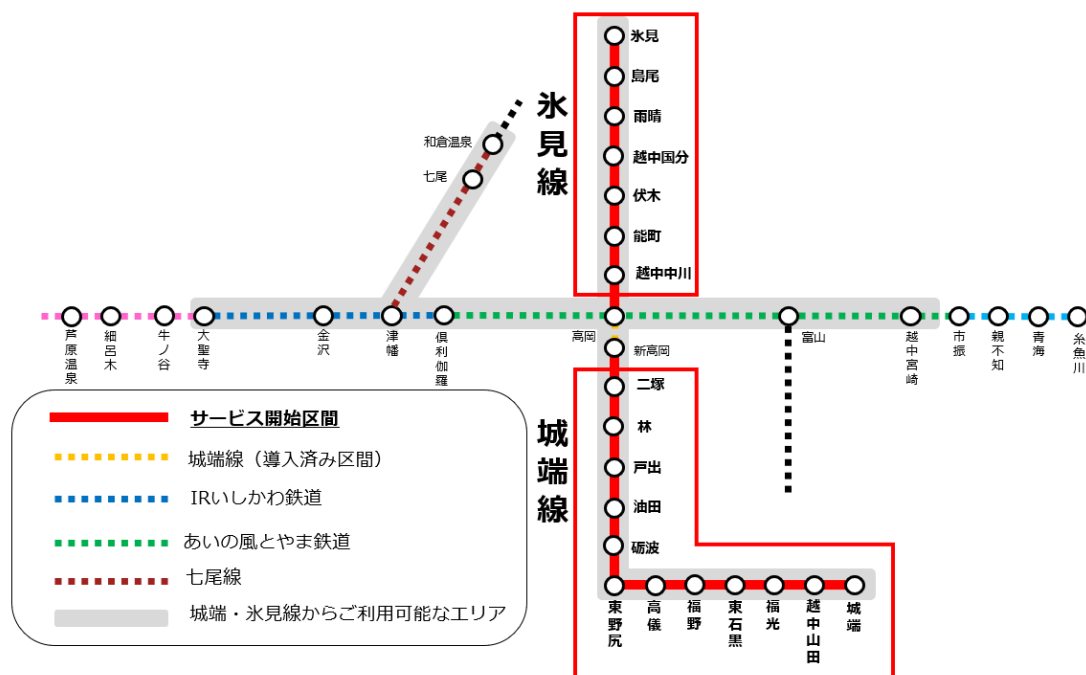 氷見
島尾
雨晴
越中国分
伏木
能町
越中中川
氷見線
和倉温泉
七尾
芦原温泉
細呂木
牛ノ谷
大聖寺
金沢
津幡
倶利伽羅
高岡
富山
越中宮崎
市振
親不知
青海
糸魚川
新高岡
二塚
林
戸出
油田
砺波
城端線
東野尻
高儀
福野
東石黒
福光
越中山田
城端
サービス開始区間
城端線（導入済み区間）
IRいしかわ鉄道
あいの風とやま鉄道
七尾線
城端・氷見線からご利用可能なエリア